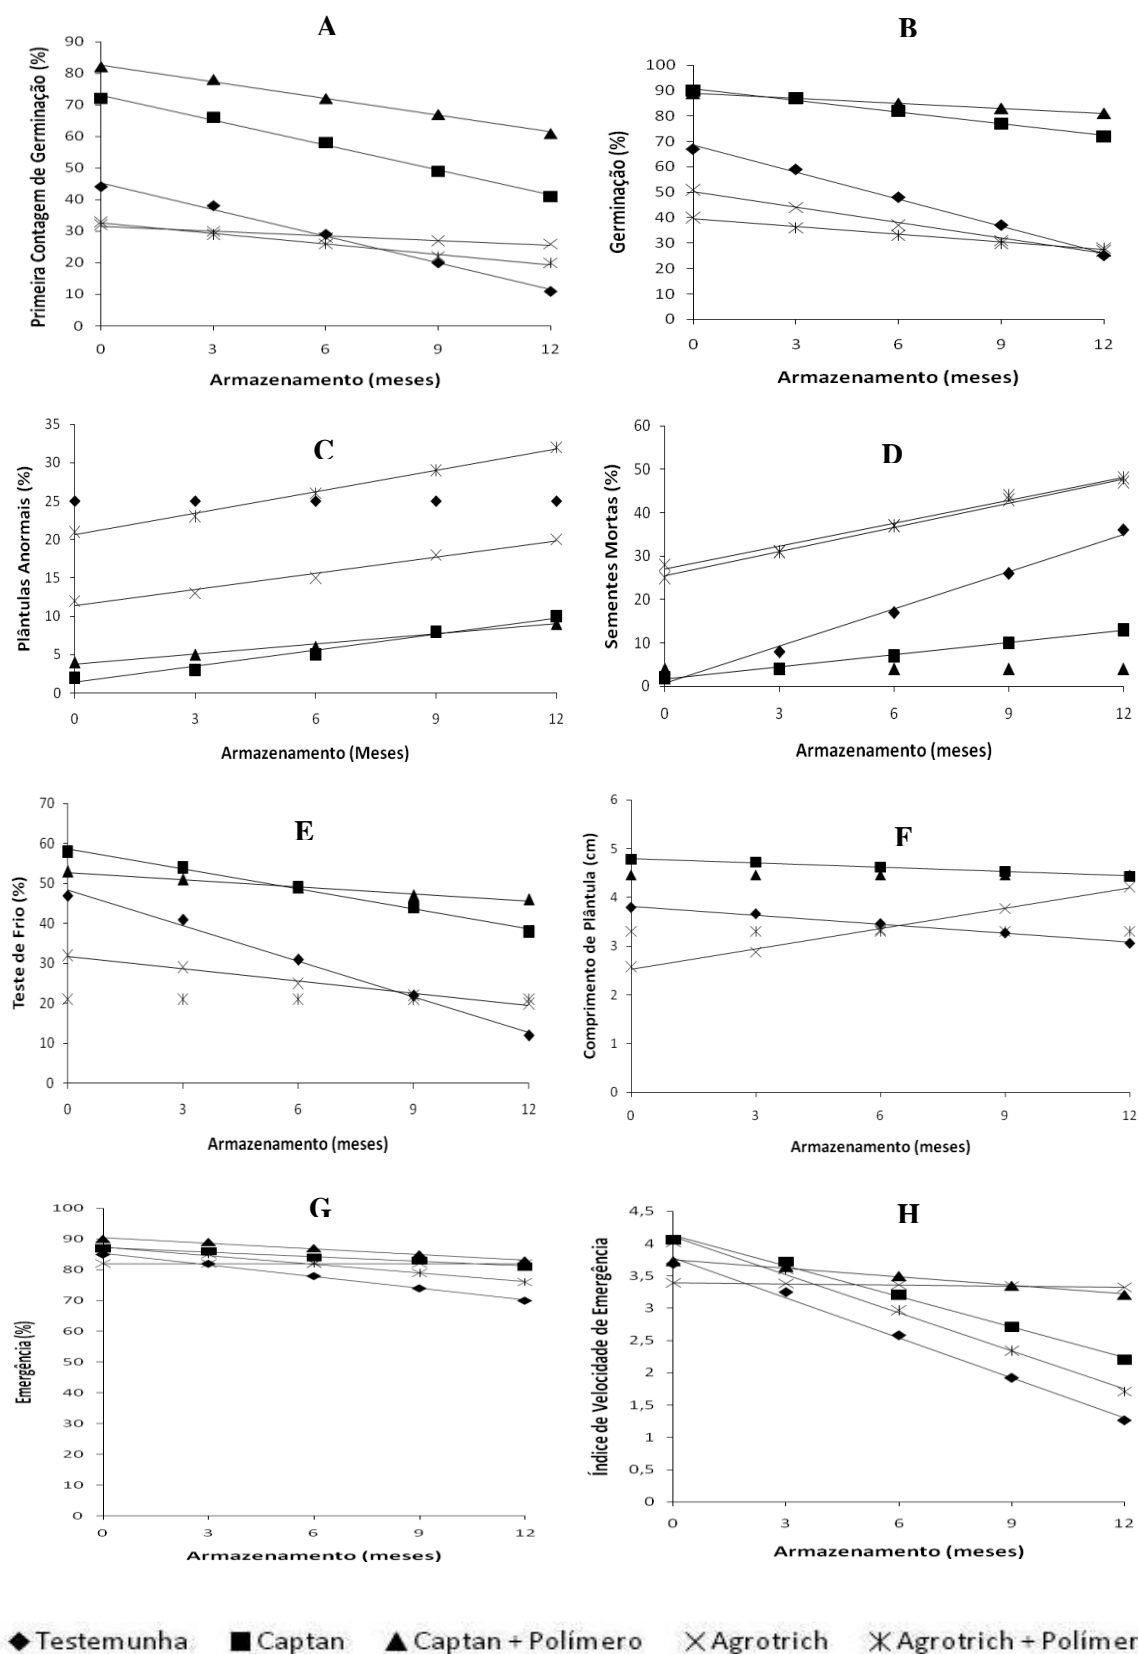 A
Primeira Contagem de Germinação (%)
90
80
70
60
50
40
30
20
10
0
0 3 6 9 12
Armazenamento (meses)
B
Germinação (%)
100
90
80
70
60
50
40
30
20
10
0
0 3 6 9 12
Armazenamento (meses)
C
Plântulas Anormais (%)
35
30
25
20
15
10
5
0
0 3 6 9 12
Armazenamento (Meses)
D
Sementes Mortas (%)
60
50
40
30
20
10
0
0 3 6 9 12
Armazenamento (meses)
E
Teste de Frio (%)
70
60
50
40
30
20
10
0
0 3 6 9 12
Armazenamento (meses)
F
Comprimento de Plântula (cm)
6
5
4
3
2
1
0
0 3 6 9 12
Armazenamento (meses)
G
Emergência (%)
100
90
80
70
60
50
40
30
20
10
0
0 3 6 9 12
Armazenamento (meses)
H
Índice de Velocidade de Emergência
4,5
4
3,5
3
2,5
2
1,5
1
0,5
0
0 3 6 9 12
Armazenamento (meses)
Testemunha Captan Captan + Polímero Agrotrich Agrotrich + Polímer